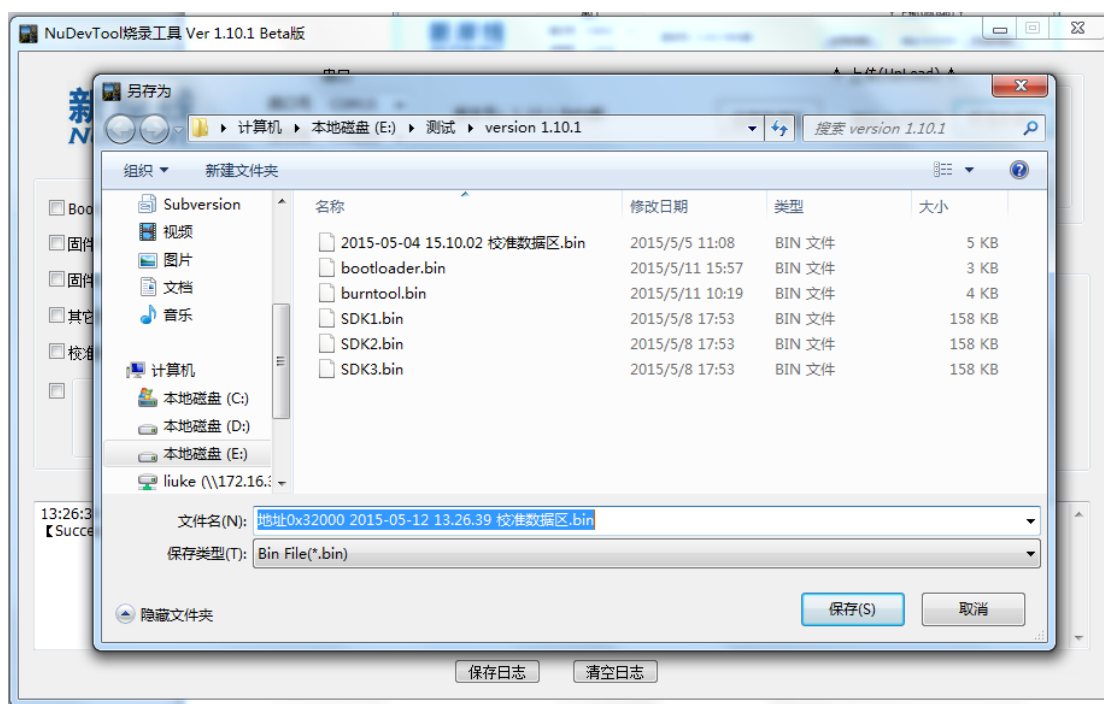 NuDevTool烧录工具 Ver 1.10.1 Beta版
另存为
计算机 本地磁盘 (E:) 测试 version 1.10.1
搜索 version 1.10.1
组织 新建文件夹
Subversion
视频
图片
文档
音乐
计算机
本地磁盘 (C:)
本地磁盘 (D:)
本地磁盘 (E:)
liuke (\\172.16.
名称 修改日期 类型 大小
2015-05-04 15.10.02 校准数据区.bin 2015/5/5 11:08 BIN 文件 5 KB
bootloader.bin 2015/5/11 15:57 BIN 文件 3 KB
burntool.bin 2015/5/11 10:19 BIN 文件 4 KB
SDK1.bin 2015/5/8 17:53 BIN 文件 158 KB
SDK2.bin 2015/5/8 17:53 BIN 文件 158 KB
SDK3.bin 2015/5/8 17:53 BIN 文件 158 KB
文件名(N): 地址0x32000 2015-05-12 13.26.39 校准数据区.bin
保存类型(T): Bin File(*.bin)
隐藏文件夹
保存(S) 取消
新
Boo
固件
固件
其它
校准
13:26:3
【Succe
保存日志 清空日志